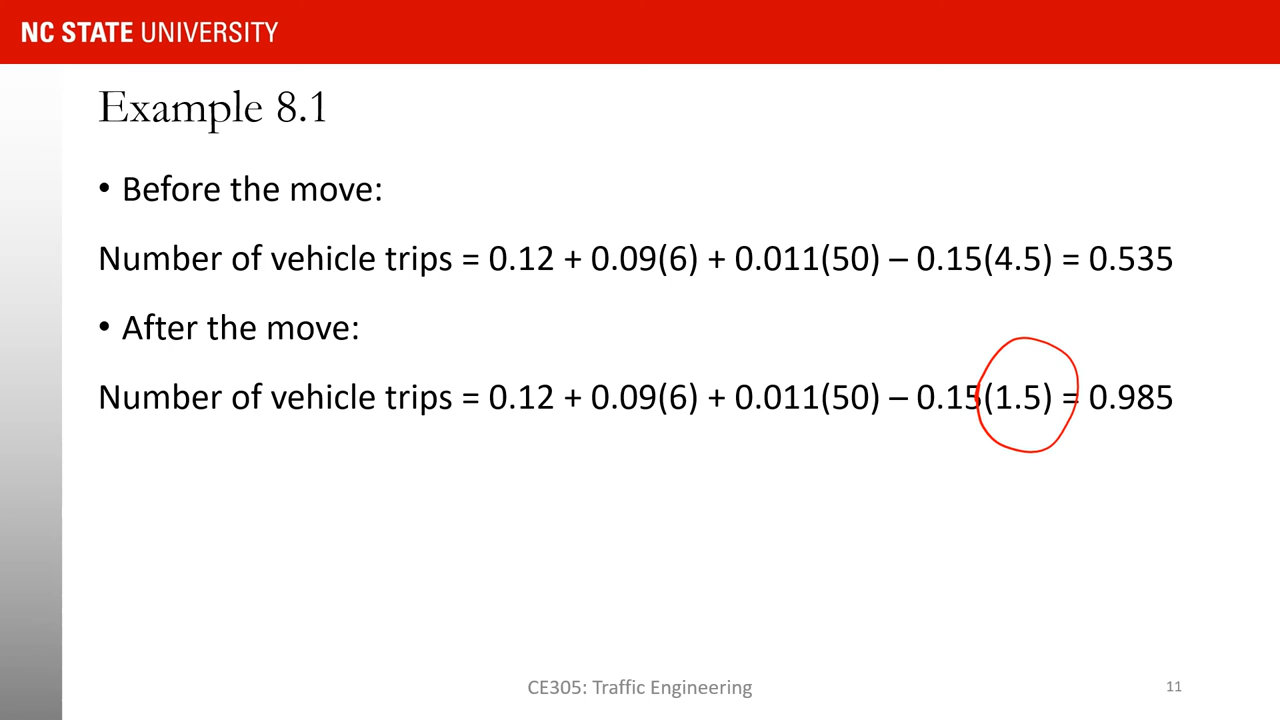 NC STATE UNIVERSITY
Example 8.1
• Before the move:
Number of vehicle trips = 0.12 + 0.09(6) + 0.011(50) – 0.15(4.5) = 0.535
• After the move:
Number of vehicle trips = 0.12 + 0.09(6) + 0.011(50) – 0.15(1.5) = 0.985
CE305: Traffic Engineering
11